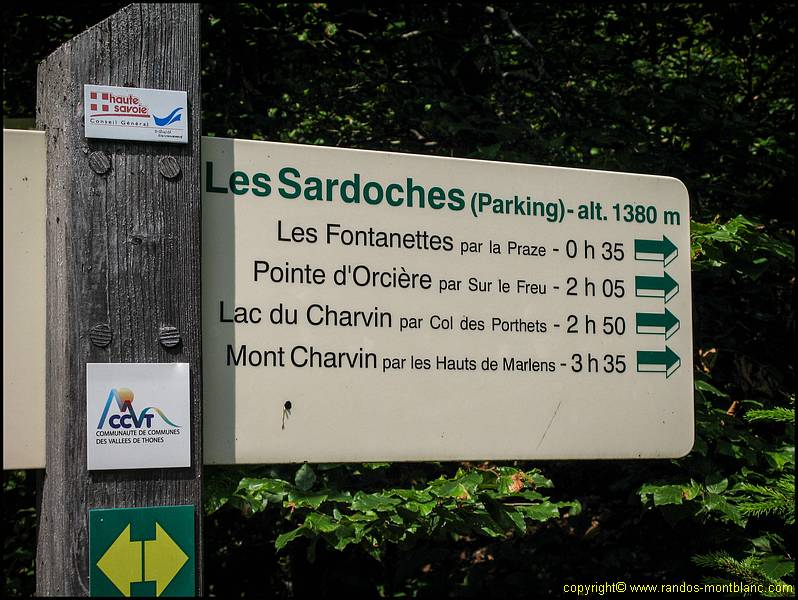 haute
savoie
Conseil Général
Les Sardoches (Parking) - alt. 1380 m
Les Fontanettes par la Praze - 0 h 35
Pointe d'Orcière par Sur le Freu - 2 h 05
Lac du Charvin par Col des Porthets - 2 h 50
Mont Charvin par les Hauts de Marlens - 3 h 35
CCVT
COMMUNAUTE DE COMMUNES
DES VALLEES DE THONES
copyright© www.randos-montblanc.com